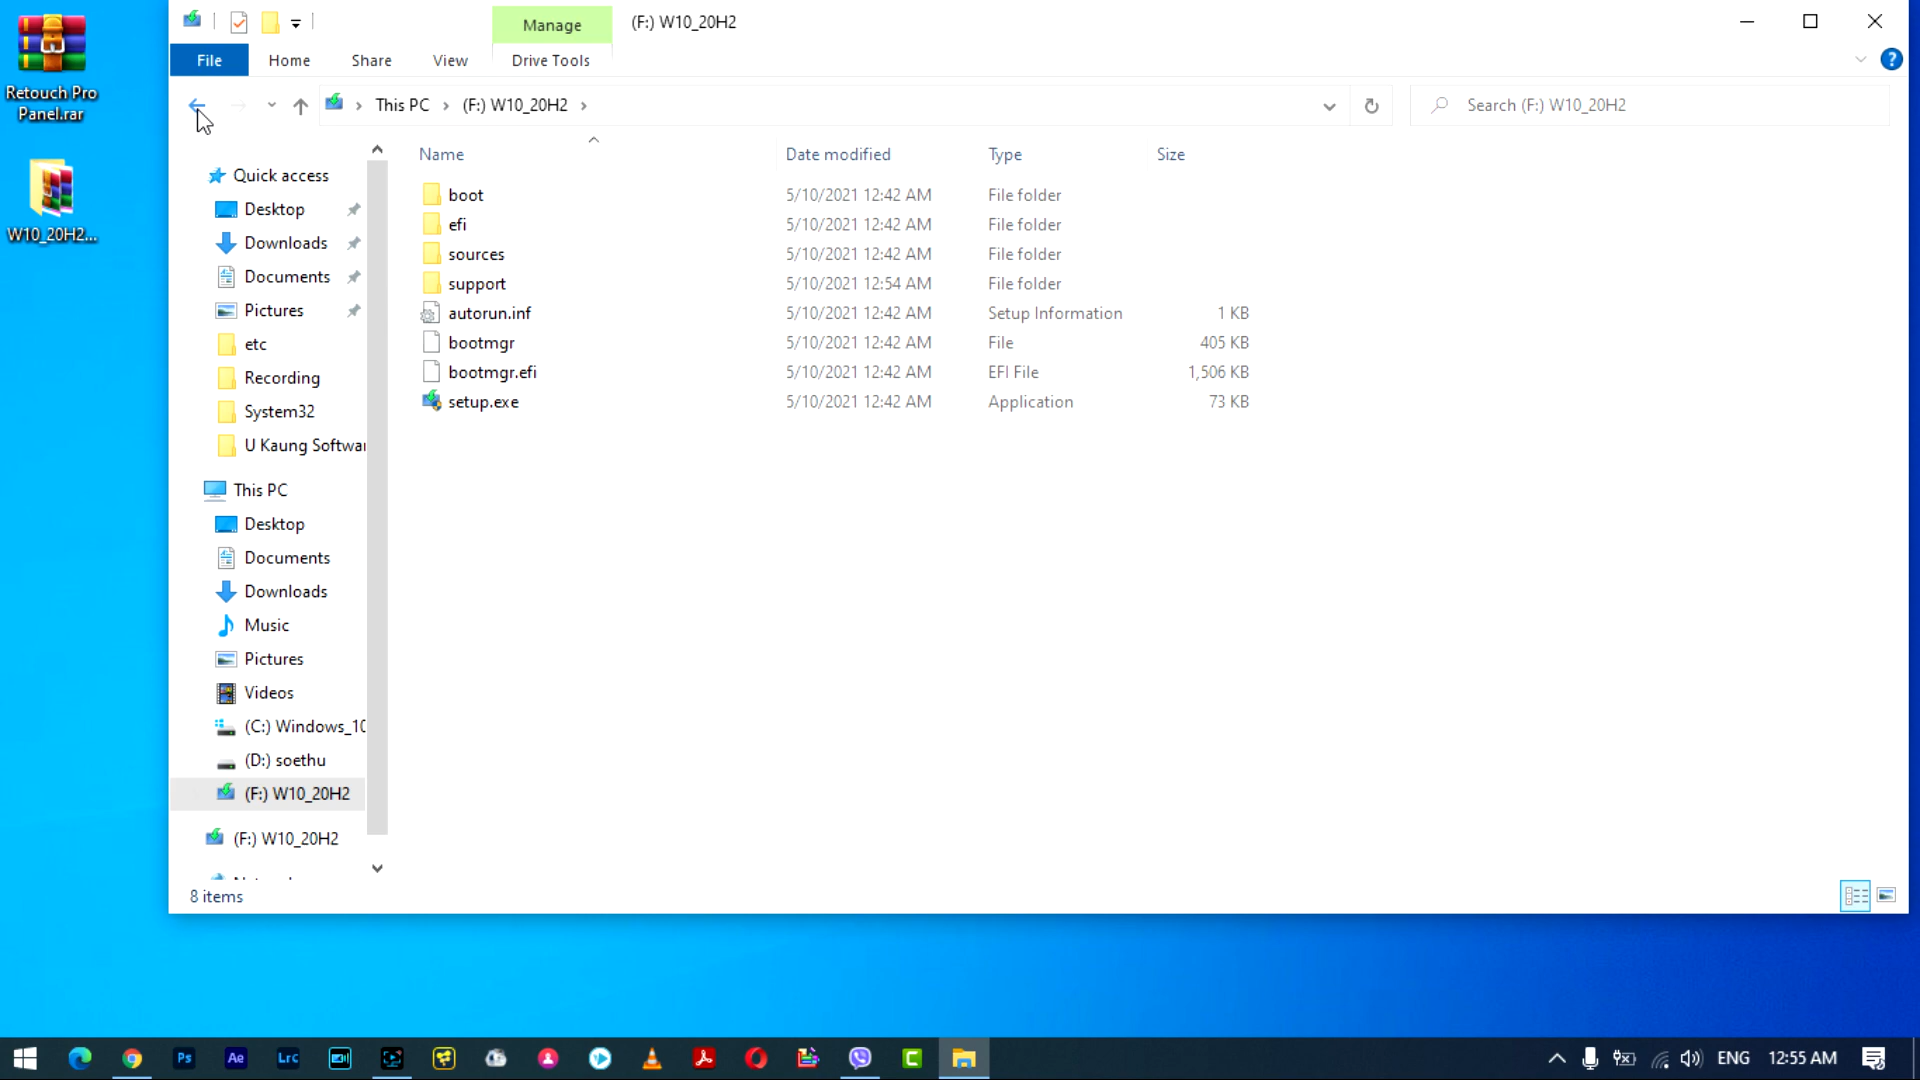 Retouch Pro
Panel.rar
W10_20H2...
Manage
(F:) W10_20H2
File
Home
Share
View
Drive Tools
This PC
(F:) W10_20H2
Search (F:) W10_20H2
Quick access
Desktop
Downloads
Documents
Pictures
etc
Recording
System32
U Kaung Softwar
This PC
Desktop
Documents
Downloads
Music
Pictures
Videos
(C:) Windows_10
(D:) soethu
(F:) W10_20H2
(F:) W10_20H2
Name Date modified Type Size
boot 5/10/2021 12:42 AM File folder
efi 5/10/2021 12:42 AM File folder
sources 5/10/2021 12:42 AM File folder
support 5/10/2021 12:54 AM File folder
autorun.inf 5/10/2021 12:42 AM Setup Information 1 KB
bootmgr 5/10/2021 12:42 AM File 405 KB
bootmgr.efi 5/10/2021 12:42 AM EFI File 1,506 KB
setup.exe 5/10/2021 12:42 AM Application 73 KB
8 items
Ps
Ae
Lrc
ENG
12:55 AM